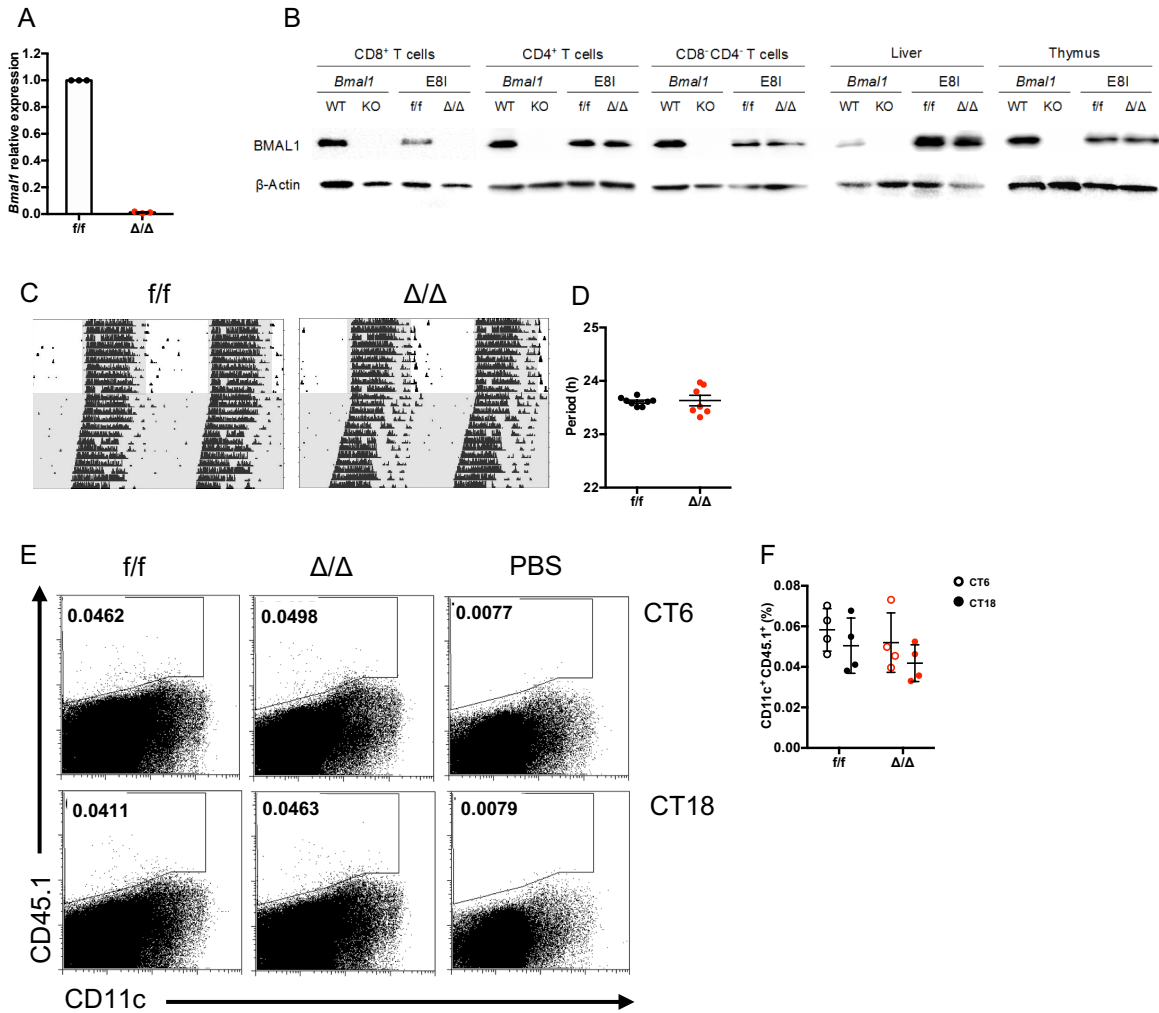 A
Bmal1 relative expression
1.2
1.0
0.8
0.6
0.4
0.2
0.0
f/f Δ/Δ
B
CD8⁺ T cells CD4⁺ T cells CD8⁻CD4⁻ T cells Liver Thymus
Bmal1 E8I Bmal1 E8I Bmal1 E8I Bmal1 E8I Bmal1 E8I
WT KO f/f Δ/Δ WT KO f/f Δ/Δ WT KO f/f Δ/Δ WT KO f/f Δ/Δ WT KO f/f Δ/Δ
BMAL1
β-Actin
C
f/f Δ/Δ
D
Period (h)
25
24
23
22
f/f Δ/Δ
E
f/f Δ/Δ PBS
0.0462 0.0498 0.0077 CT6
0.0411 0.0463 0.0079 CT18
CD45.1
CD11c
F
CD11c⁺ CD45.1⁺ (%)
0.08
0.06
0.04
0.02
0.00
f/f Δ/Δ
CT6
CT18